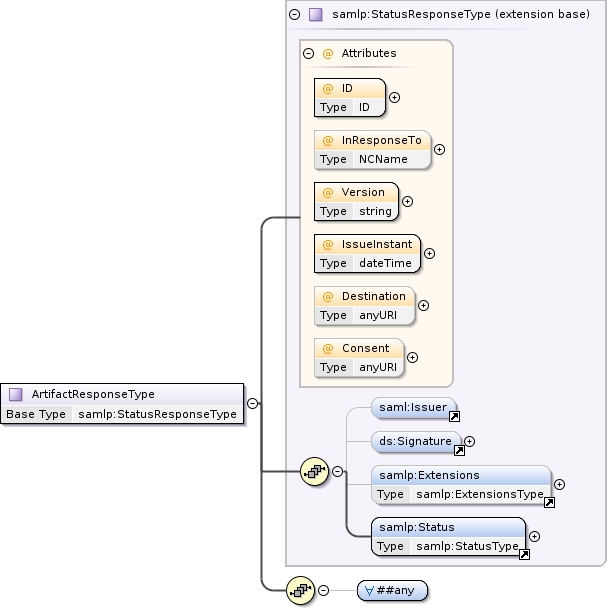 samlp:StatusResponseType (extension base)
@ Attributes
@ ID
Type ID
@ InResponseTo
Type NCName
@ Version
Type string
@ IssueInstant
Type dateTime
@ Destination
Type anyURI
@ Consent
Type anyURI
ArtifactResponseType
Base Type samlp:StatusResponseType
saml:Issuer
ds:Signature
samlp:Extensions
Type samlp:ExtensionsType
samlp:Status
Type samlp:StatusType
∀ ##any